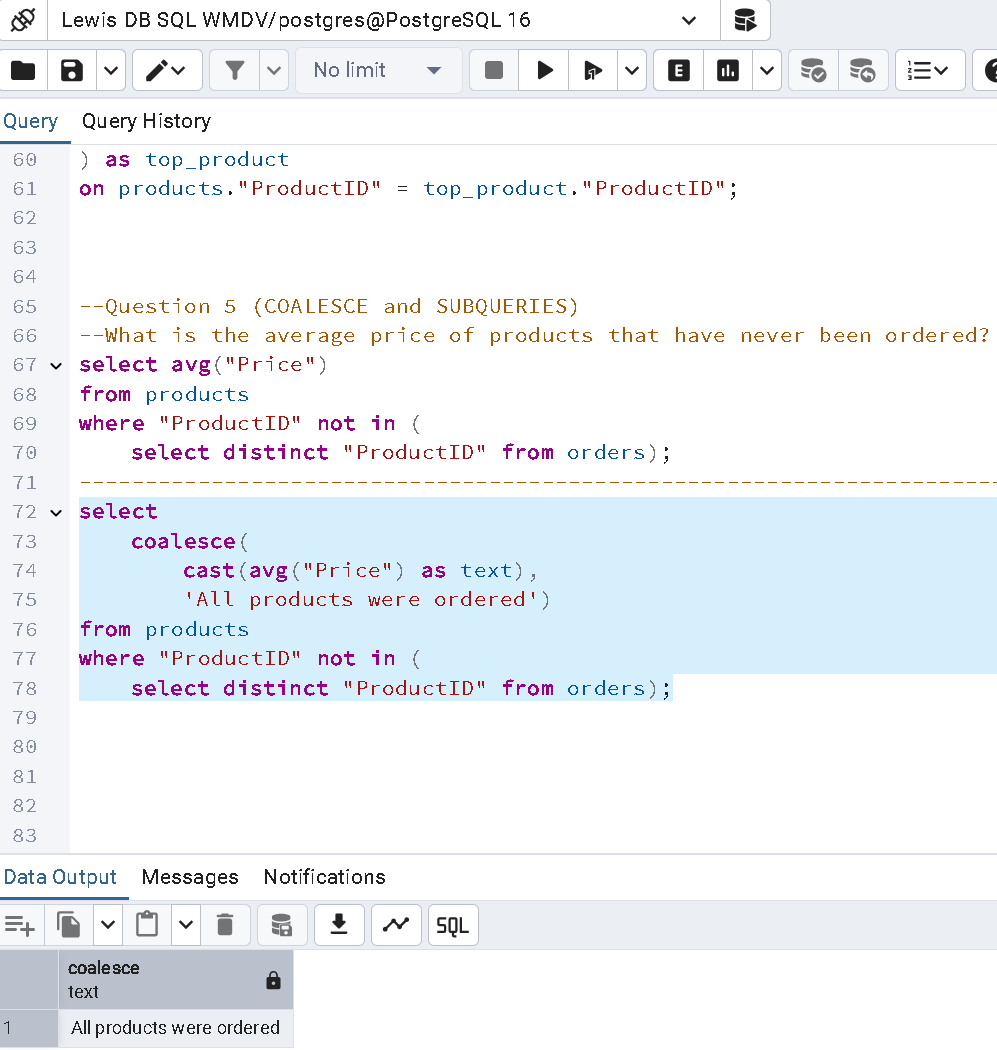 Lewis DB SQL WMDV/postgres@PostgreSQL 16
No limit
E
Query Query History
60 ) as top_product
61 on products."ProductID" = top_product."ProductID";
62
63
64
65 --Question 5 (COALESCE and SUBQUERIES)
66 --What is the average price of products that have never been ordered?
67 select avg("Price")
68 from products
69 where "ProductID" not in (
70 select distinct "ProductID" from orders);
71 ----------------------------------------------------------------------
72 select
73 coalesce(
74 cast(avg("Price") as text),
75 'All products were ordered')
76 from products
77 where "ProductID" not in (
78 select distinct "ProductID" from orders);
79
80
81
82
83
Data Output Messages Notifications
SQL
coalesce
text
1 All products were ordered